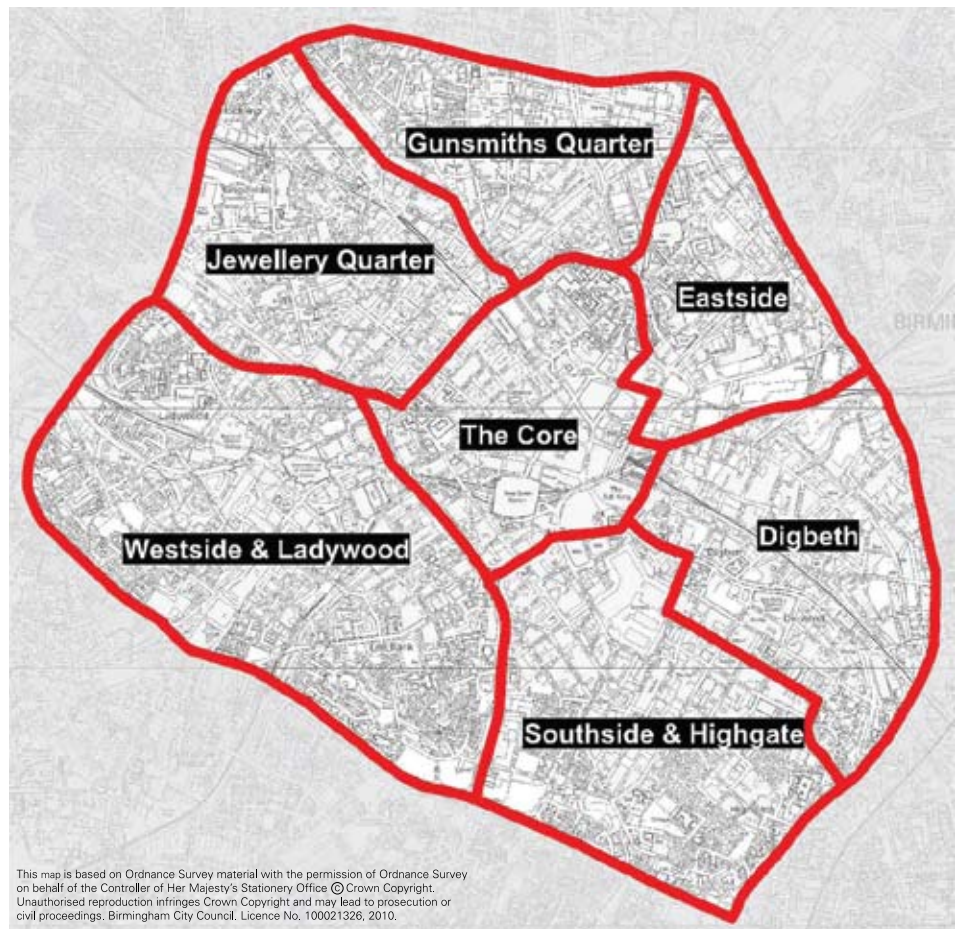 Gunsmiths Quarter
Jewellery Quarter
Eastside
BIRMIN
Ladywood
The Core
Digbeth
Westside & Ladywood
Southside & Highgate
This map is based on Ordnance Survey material with the permission of Ordnance Survey
on behalf of the Controller of Her Majesty's Stationery Office © Crown Copyright.
Unauthorised reproduction infringes Crown Copyright and may lead to prosecution or
civil proceedings. Birmingham City Council. Licence No. 100021326, 2010.